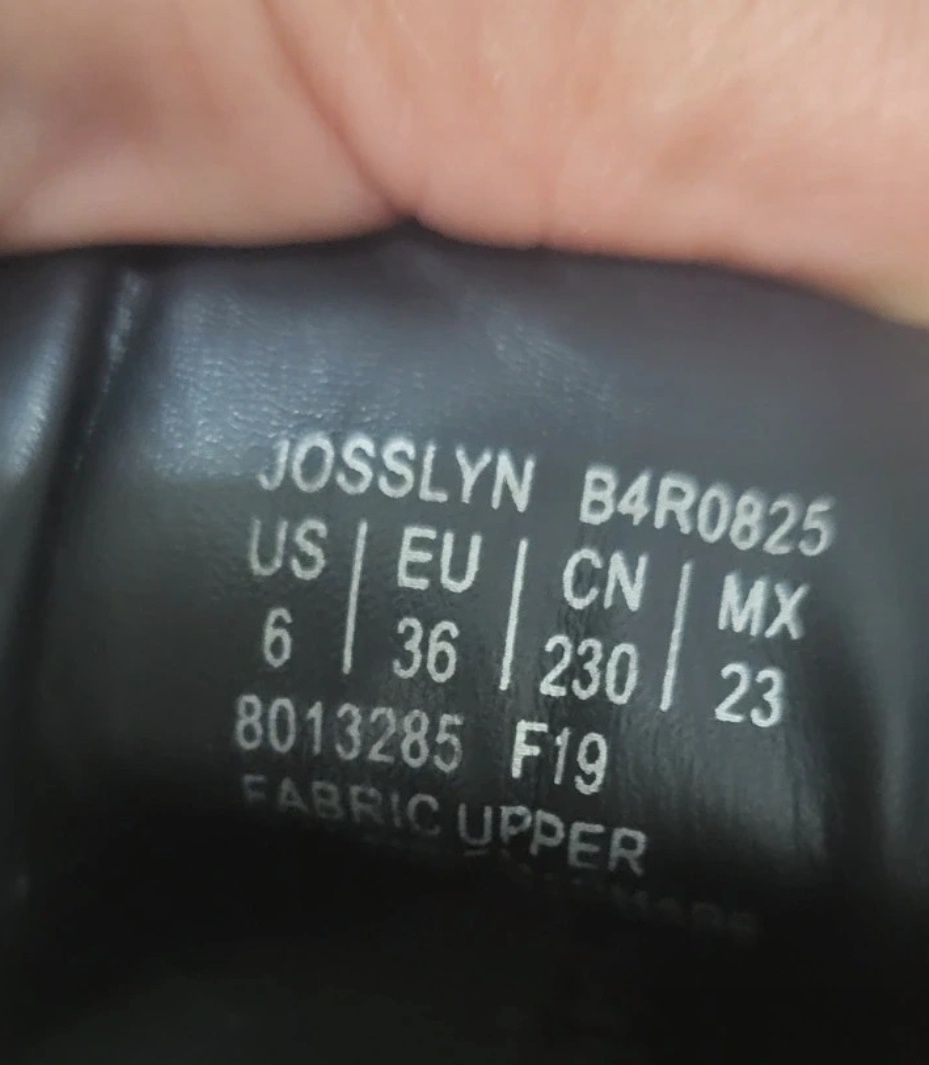 JOSSLYN B4R0825
US | EU | CN | MX
6 | 36 | 230 | 23
8013285 F19
FABRIC UPPER